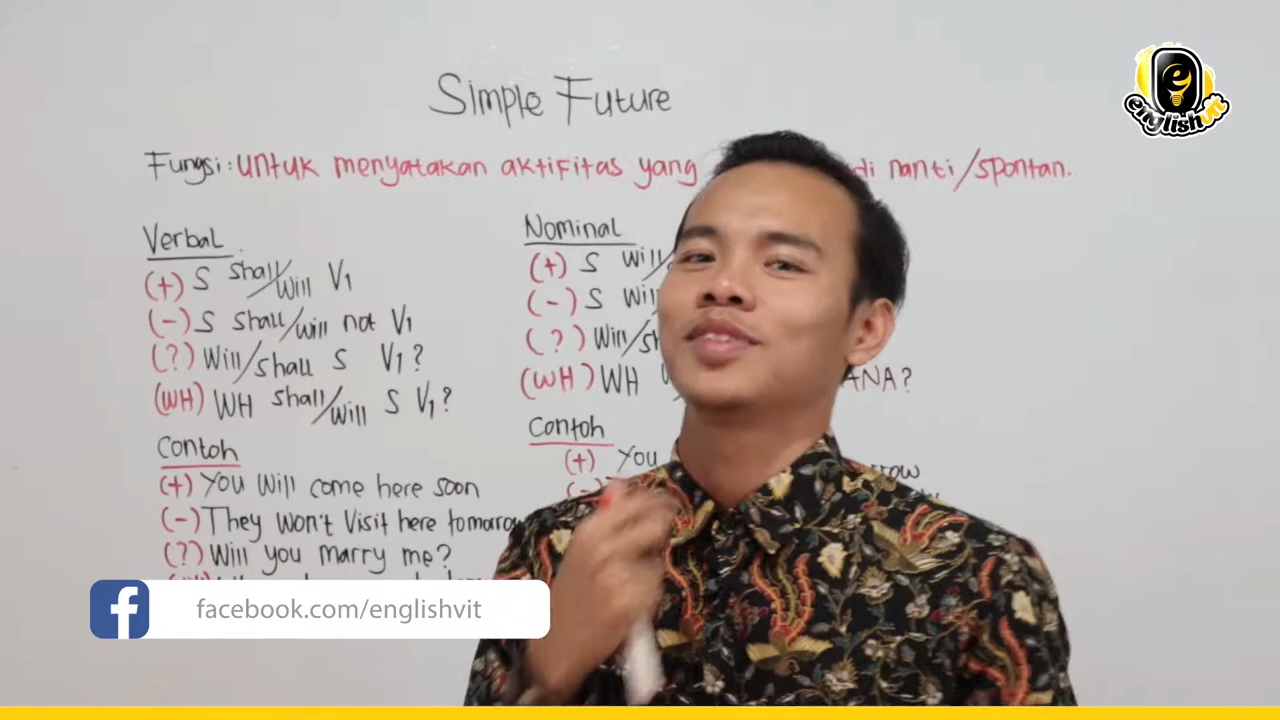 Simple Future
englishvit
Fungsi: untuk menyatakan aktifitas yang di nanti/spontan.
Verbal
(+) S shall/will V1
(-) S shall/will not V1
(?) Will/shall S V1?
(WH) WH shall/will S V1?
Contoh
(+) You will come here soon
(-) They won't visit here tomorrow
(?) Will you marry me?
Nominal
(+) S will/
(-) S
(?) Will/
(WH) WH ANA?
Contoh
(+) You
facebook.com/englishvit